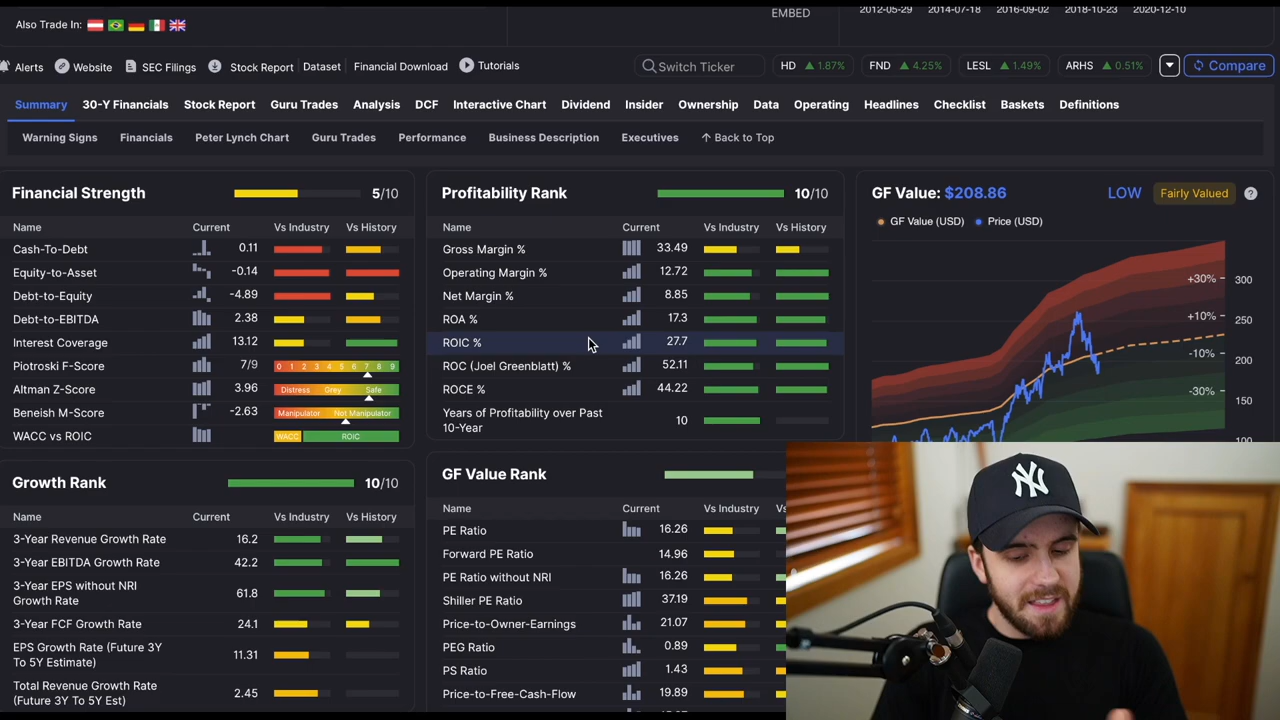 EMBED
2012-05-29 2014-07-18 2016-09-02 2018-10-23 2020-12-10
Also Trade In:
Alerts Website SEC Filings Stock Report Dataset Financial Download Tutorials
Switch Ticker HD 1.87% FND 4.25% LESL 1.49% ARHS 0.51% Compare
Summary 30-Y Financials Stock Report Guru Trades Analysis DCF Interactive Chart Dividend Insider Ownership Data Operating Headlines Checklist Baskets Definitions
Warning Signs Financials Peter Lynch Chart Guru Trades Performance Business Description Executives Back to Top
Financial Strength 5/10
Name Current Vs Industry Vs History
Cash-To-Debt 0.11
Equity-to-Asset -0.14
Debt-to-Equity -4.89
Debt-to-EBITDA 2.38
Interest Coverage 13.12
Piotroski F-Score 7/9 0 1 2 3 4 5 6 7 8 9
Altman Z-Score 3.96 Distress Grey Safe
Beneish M-Score -2.63 Manipulator Not Manipulator
WACC vs ROIC WACC ROIC
Profitability Rank 10/10
Name Current Vs Industry Vs History
Gross Margin % 33.49
Operating Margin % 12.72
Net Margin % 8.85
ROA % 17.3
ROIC % 27.7
ROC (Joel Greenblatt) % 52.11
ROCE % 44.22
Years of Profitability over Past
10-Year 10
GF Value: $208.86 LOW Fairly Valued ?
GF Value (USD) Price (USD)
+30% 300
250
+10%
-10% 200
-30% 150
100
Growth Rank 10/10
Name Current Vs Industry Vs History
3-Year Revenue Growth Rate 16.2
3-Year EBITDA Growth Rate 42.2
3-Year EPS without NRI
Growth Rate 61.8
3-Year FCF Growth Rate 24.1
EPS Growth Rate (Future 3Y
To 5Y Estimate) 11.31
Total Revenue Growth Rate
(Future 3Y To 5Y Est) 2.45
GF Value Rank
Name Current Vs Industry
PE Ratio 16.26
Forward PE Ratio 14.96
PE Ratio without NRI 16.26
Shiller PE Ratio 37.19
Price-to-Owner-Earnings 21.07
PEG Ratio 0.89
PS Ratio 1.43
Price-to-Free-Cash-Flow 19.89
NY